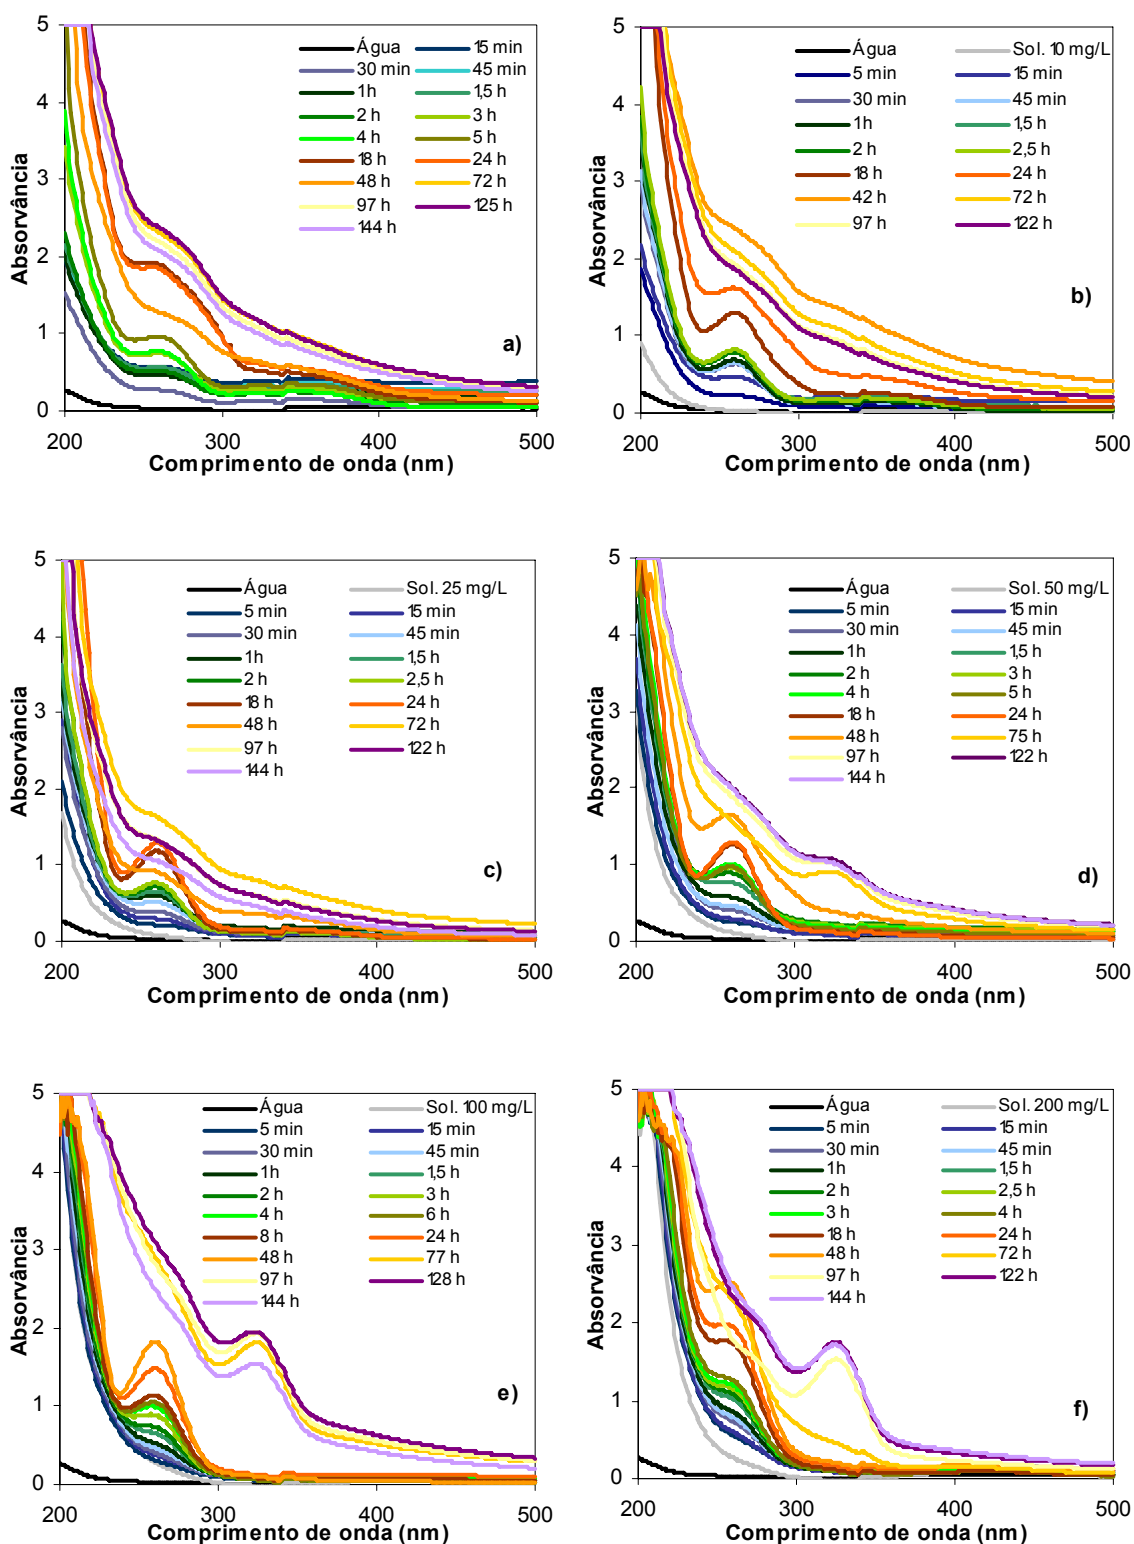 5
4
3
2
1
0
Absorvância
Água 15 min
30 min 45 min
1h 1,5 h
2 h 3 h
4 h 5 h
18 h 24 h
48 h 72 h
97 h 125 h
144 h
a)
200 300 400 500
Comprimento de onda (nm)
5
4
3
2
1
0
Absorvância
Água Sol. 10 mg/L
5 min 15 min
30 min 45 min
1h 1,5 h
2 h 2,5 h
18 h 24 h
42 h 72 h
97 h 122 h
b)
200 300 400 500
Comprimento de onda (nm)
5
4
3
2
1
0
Absorvância
Água Sol. 25 mg/L
5 min 15 min
30 min 45 min
1h 1,5 h
2 h 2,5 h
18 h 24 h
48 h 72 h
97 h 122 h
144 h
c)
200 300 400 500
Comprimento de onda (nm)
5
4
3
2
1
0
Absorvância
Água Sol. 50 mg/L
5 min 15 min
30 min 45 min
1h 1,5 h
2 h 3 h
4 h 5 h
18 h 24 h
48 h 75 h
97 h 122 h
144 h
d)
200 300 400 500
Comprimento de onda (nm)
5
4
3
2
1
0
Absorvância
Água Sol. 100 mg/L
5 min 15 min
30 min 45 min
1h 1,5 h
2 h 3 h
4 h 6 h
8 h 24 h
48 h 77 h
97 h 128 h
144 h
e)
200 300 400 500
Comprimento de onda (nm)
5
4
3
2
1
0
Absorvância
Água Sol. 200 mg/L
5 min 15 min
30 min 45 min
1h 1,5 h
2 h 2,5 h
3 h 4 h
18 h 24 h
48 h 72 h
97 h 122 h
144 h
f)
200 300 400 500
Comprimento de onda (nm)